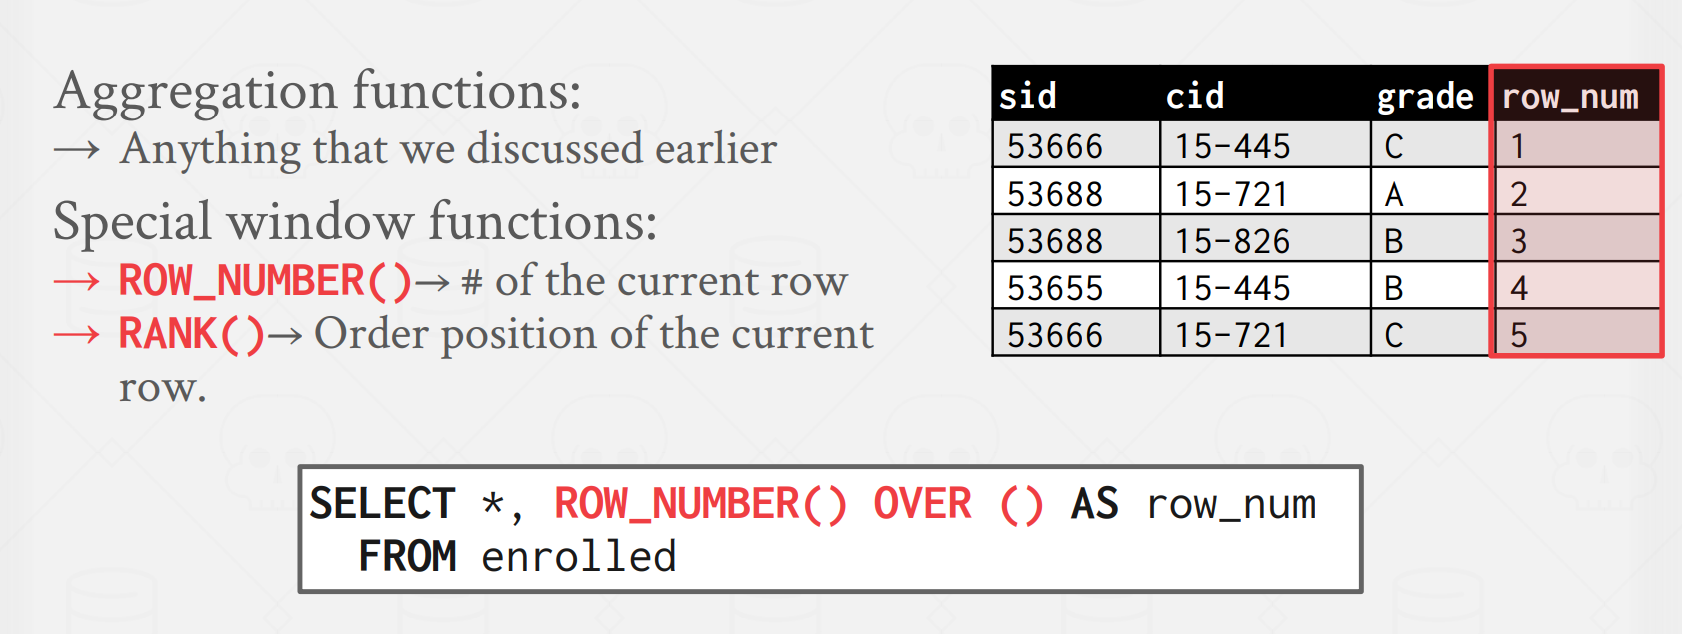 Aggregation functions:
→ Anything that we discussed earlier
Special window functions:
→ ROW_NUMBER()→ # of the current row
→ RANK()→ Order position of the current
row.
sid cid grade row_num
53666 15-445 C 1
53688 15-721 A 2
53688 15-826 B 3
53655 15-445 B 4
53666 15-721 C 5
SELECT *, ROW_NUMBER() OVER () AS row_num
FROM enrolled